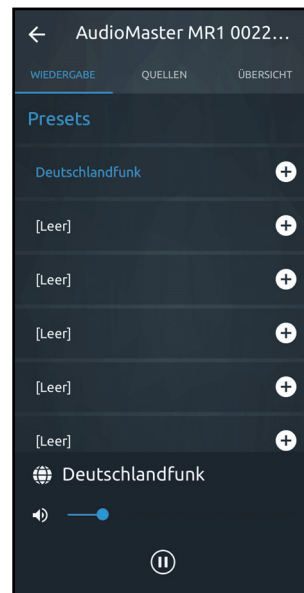 AudioMaster MR1 0022...
WIEDERGABE QUELLEN ÜBERSICHT
Presets
Deutschlandfunk
[Leer]
[Leer]
[Leer]
[Leer]
[Leer]
Deutschlandfunk